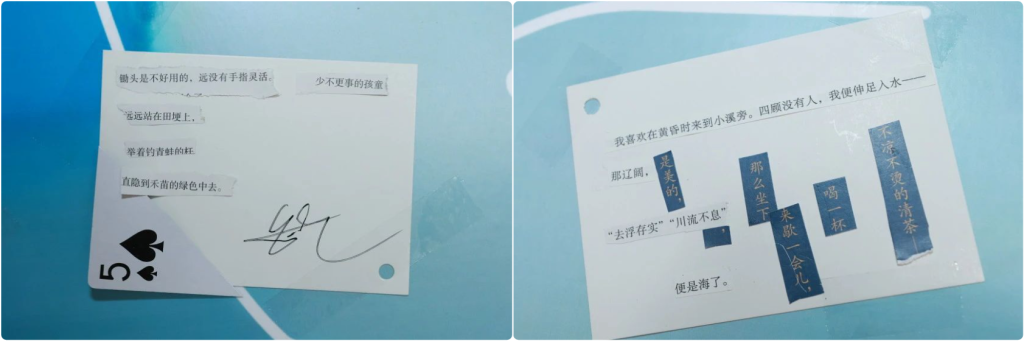 锄头是不好用的，远没有手指灵活。
少不更事的孩童
远远站在田埂上，
举着钓青蛙的杆
直隐到禾苗的绿色中去。
5
我喜欢在黄昏时来到小溪旁。四顾没有人，我便伸足入水——
那辽阔，
是美的，
那么坐下
来歇一会儿，
喝一杯
不凉不烫的清茶—
“去浮存实”“川流不息”
，
便是海了。